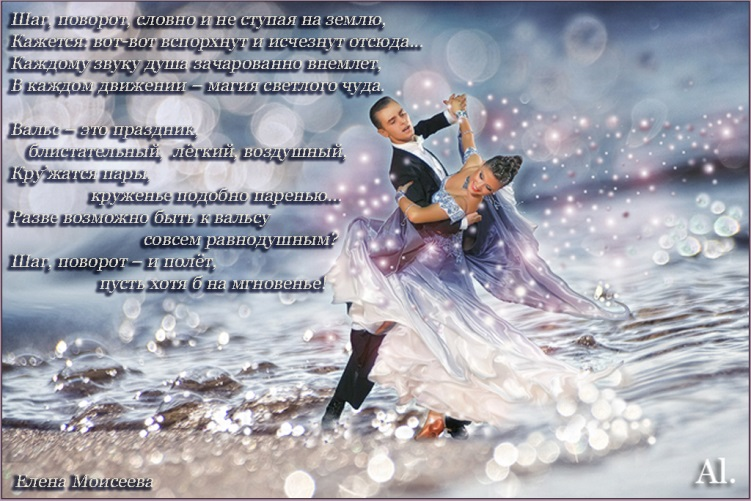 Шаг, поворот, словно и не ступая на землю,
Кажется: вот-вот вспорхнут и исчезнут отсюда...
Каждому звуку душа зачарованно внемлет,
В каждом движении – магия светлого чуда.
Вальс – это праздник:
блистательный, лёгкий, воздушный,
Кружатся пары,
круженье подобно паренью...
Разве возможно быть к вальсу
совсем равнодушным?
Шаг, поворот – и полёт,
пусть хотя б на мгновенье!
Елена Моисеева
Al.